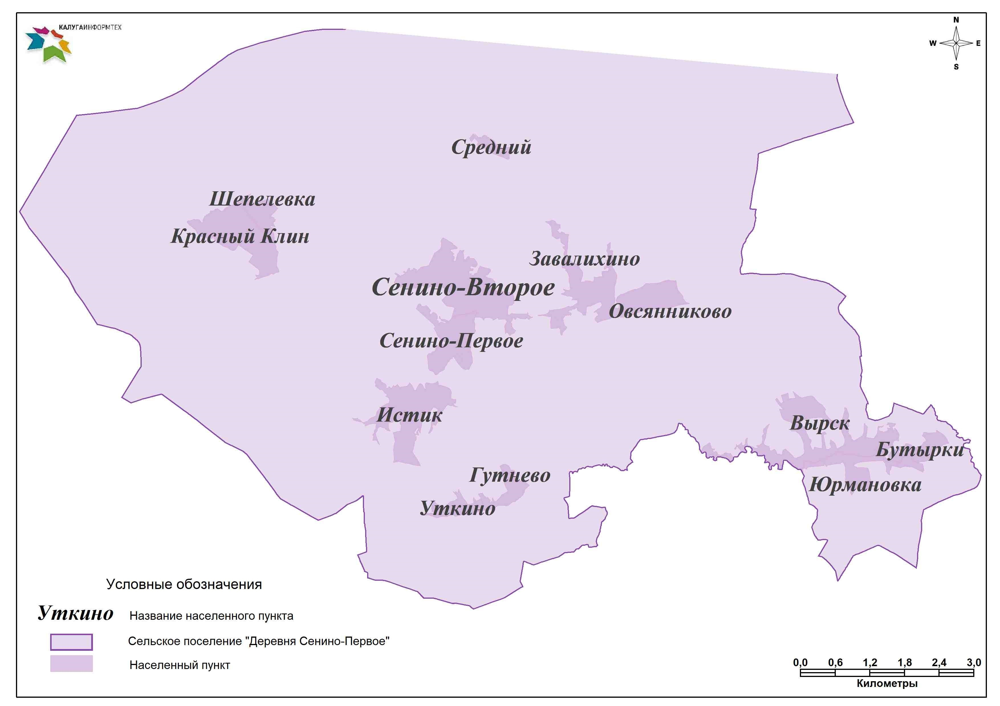 КАЛУГАИНФОРМТЕХ
N
W E
S
Средний
Шепелевка
Красный Клин
Завалихино
Сенино-Второе
Овсянниково
Сенино-Первое
Истик
Вырск
Бутырки
Гутнево
Юрмановка
Уткино
Условные обозначения
Уткино Название населенного пункта
Сельское поселение "Деревня Сенино-Первое"
Населенный пункт
0,0 0,6 1,2 1,8 2,4 3,0
Километры